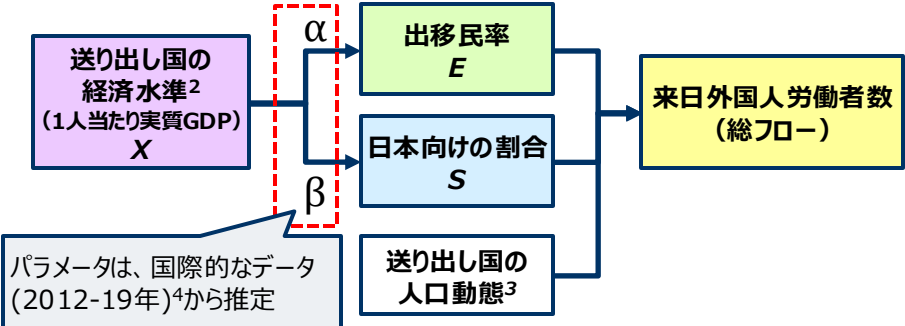 送り出し国の
経済水準2
（1人当たり実質GDP）
X
α
β
出移民率
E
日本向けの割合
S
送り出し国の
人口動態3
来日外国人労働者数
（総フロー）
パラメータは、国際的なデータ
(2012-19年)4から推定